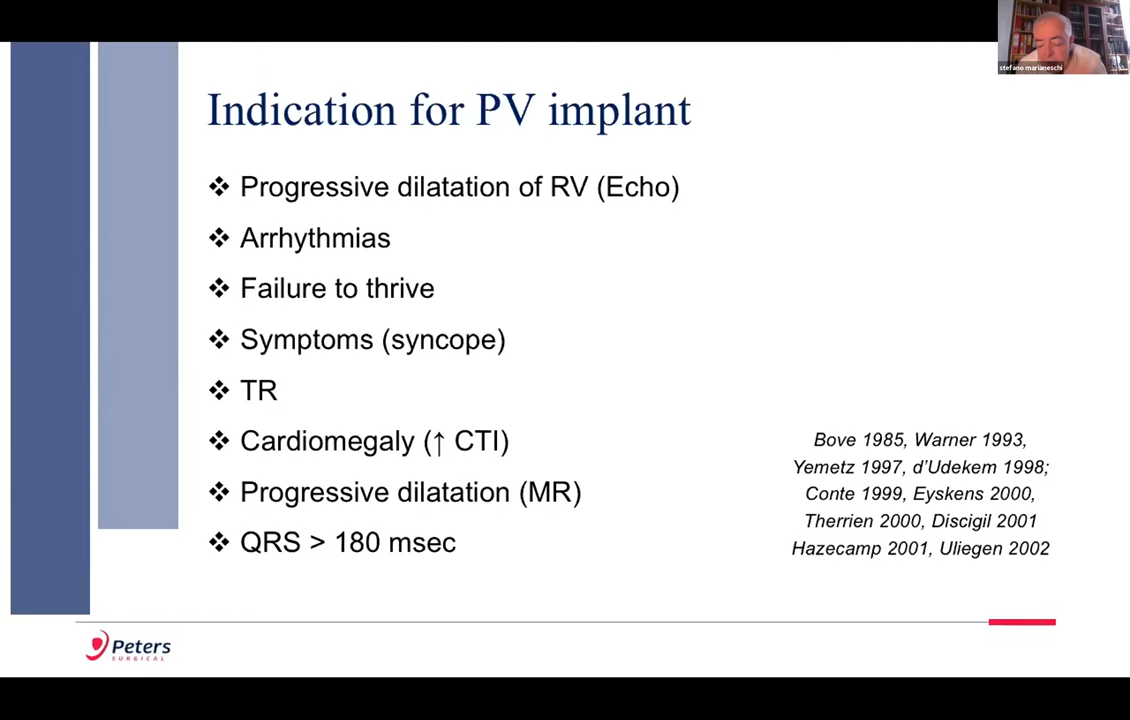 stefano marianeschi
Indication for PV implant
❖ Progressive dilatation of RV (Echo)
❖ Arrhythmias
❖ Failure to thrive
❖ Symptoms (syncope)
❖ TR
❖ Cardiomegaly (↑ CTI)
❖ Progressive dilatation (MR)
❖ QRS > 180 msec
Bove 1985, Warner 1993,
Yemetz 1997, d’Udekem 1998;
Conte 1999, Eyskens 2000,
Therrien 2000, Discigil 2001
Hazecamp 2001, Uliegen 2002
Peters
SURGICAL